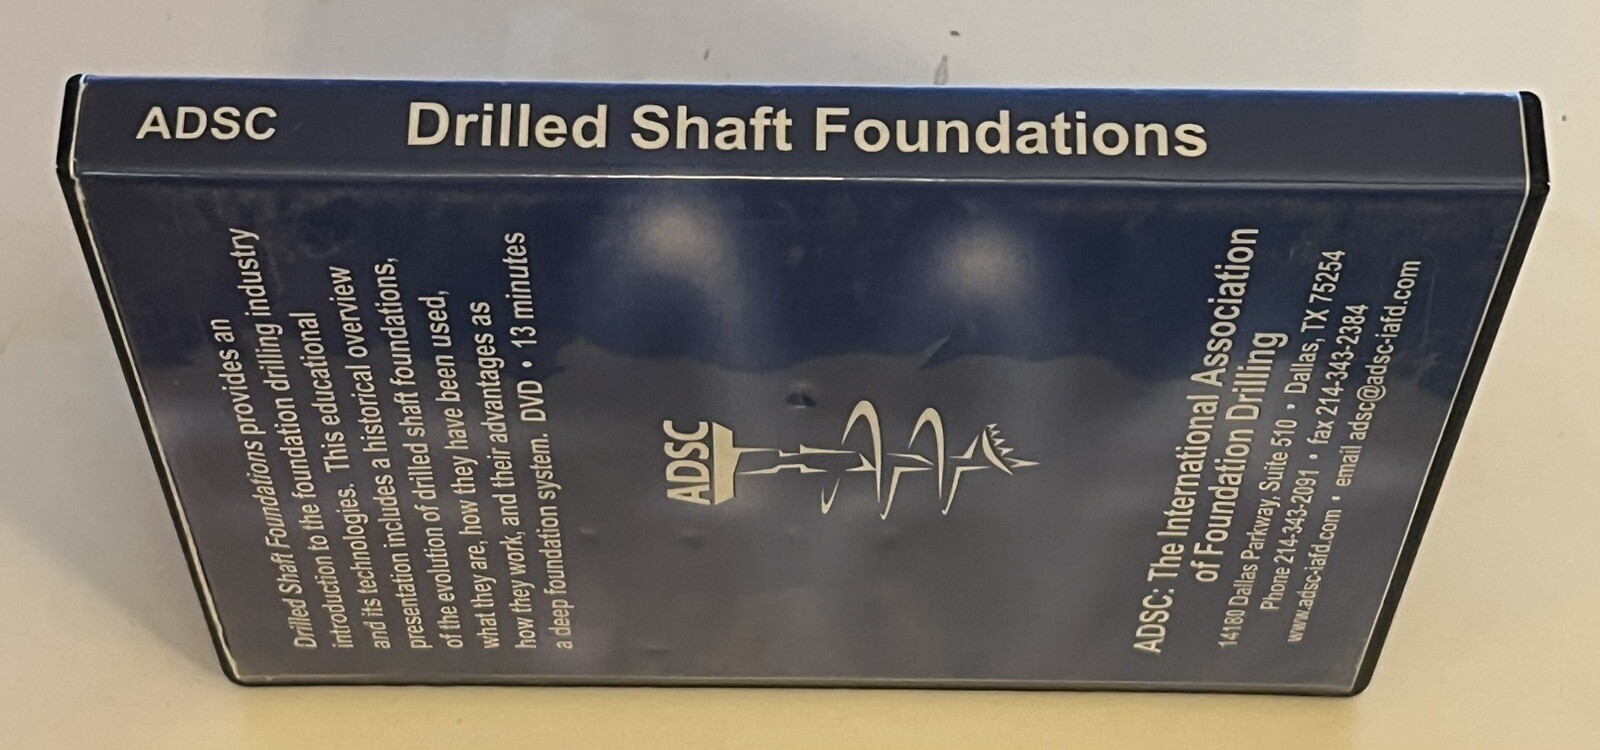 ADSC Drilled Shaft Foundations
Drilled Shaft Foundations provides an
introduction to the foundation drilling industry
and its technologies. This educational
presentation includes a historical overview
of the evolution of drilled shaft foundations,
what they are, how they have been used,
how they work, and their advantages as
a deep foundation system. DVD • 13 minutes
ADSC
ADSC: The International Association
of Foundation Drilling
14180 Dallas Parkway, Suite 510 • Dallas, TX 75254
Phone 214-343-2091 • fax 214-343-2384
www.adsc-iafd.com • email adsc@adsc-iafd.com